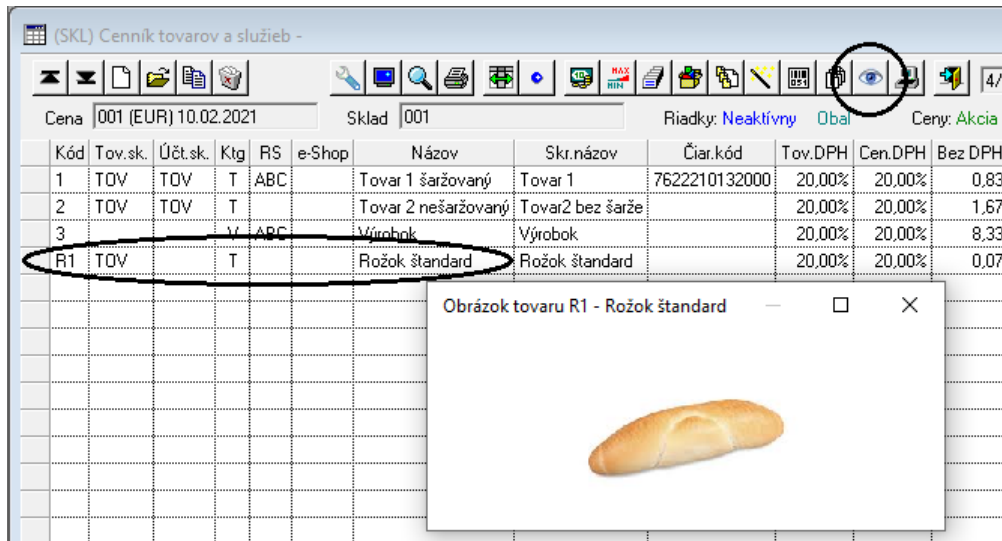 (SKL) Cenník tovarov a služieb -
MAX
MIN
4/
Cena 001 (EUR) 10.02.2021 Sklad 001 Riadky: Neaktívny Obal Ceny: Akcia
Kód Tov.sk. Účt.sk. Ktg RS e-Shop Názov Skr.názov Čiar.kód Tov.DPH Cen.DPH Bez DPH
1 TOV TOV T ABC Tovar 1 šaržovaný Tovar 1 7622210132000 20,00% 20,00% 0,83
2 TOV TOV T Tovar 2 nešaržovaný Tovar2 bez šarže 20,00% 20,00% 1,67
3 V ABC Výrobok Výrobok 20,00% 20,00% 8,33
R1 TOV T Rožok štandard Rožok štandard 20,00% 20,00% 0,07
Obrázok tovaru R1 - Rožok štandard